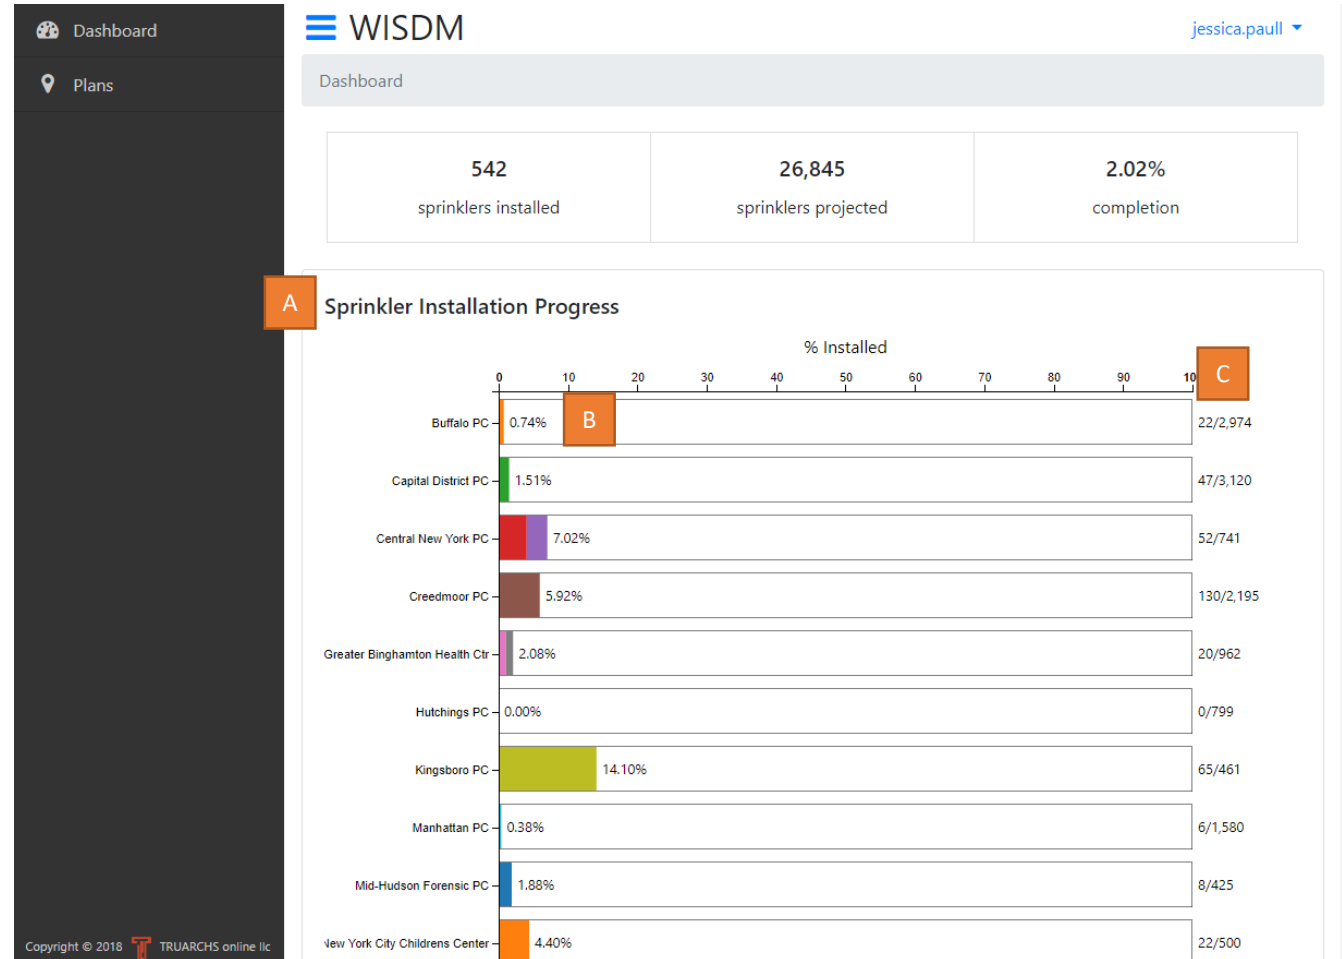 Dashboard
Plans
WISDM
jessica.paull
Dashboard
542
sprinklers installed
26,845
sprinklers projected
2.02%
completion
A
Sprinkler Installation Progress
% Installed
0 10 20 30 40 50 60 70 80 90 10
C
Buffalo PC 0.74% B 22/2,974
Capital District PC 1.51% 47/3,120
Central New York PC 7.02% 52/741
Creedmoor PC 5.92% 130/2,195
Greater Binghamton Health Ctr 2.08% 20/962
Hutchings PC 0.00% 0/799
Kingsboro PC 14.10% 65/461
Manhattan PC 0.38% 6/1,580
Mid-Hudson Forensic PC 1.88% 8/425
New York City Childrens Center 4.40% 22/500
Copyright © 2018 TRUARCHS online llc